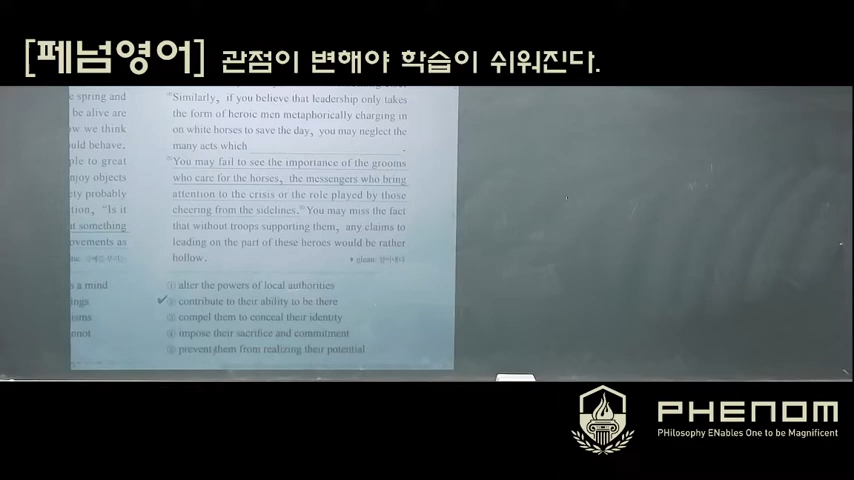 [페넘영어] 관점이 변해야 학습이 쉬워진다.
e spring and
be alive are
ow we think
ould behave.
ple to great
njoy objects
ety probably
tion, "Is it
t something
ovements as
s a mind
ings
isms
nnot
Similarly, if you believe that leadership only takes
the form of heroic men metaphorically charging in
on white horses to save the day, you may neglect the
many acts which .
You may fail to see the importance of the grooms
who care for the horses, the messengers who bring
attention to the crisis or the role played by those
cheering from the sidelines. You may miss the fact
that without troops supporting them, any claims to
leading on the part of these heroes would be rather
hollow.
① alter the powers of local authorities
✔② contribute to their ability to be there
③ compel them to conceal their identity
④ impose their sacrifice and commitment
⑤ prevent them from realizing their potential
PHENOM
PHilosophy ENables One to be Magnificent